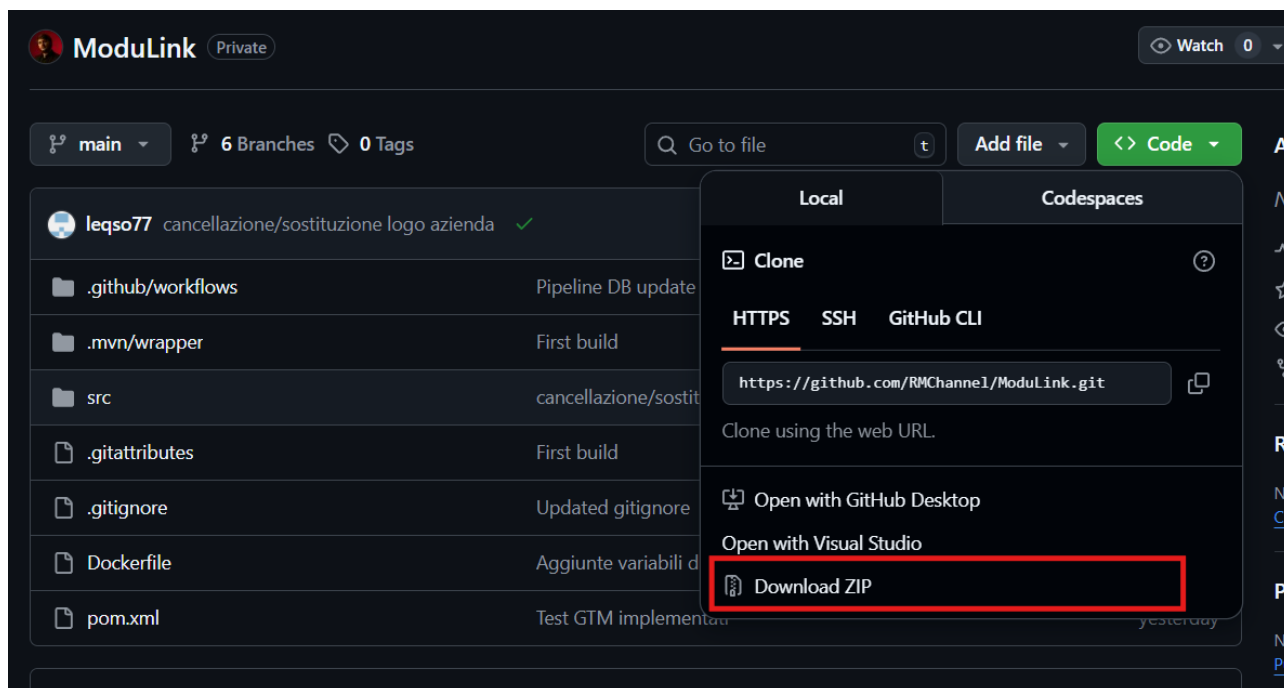 ModuLink Private Watch 0
main 6 Branches 0 Tags Go to file t Add file <> Code
Local Codespaces
leqso77 cancellazione/sostituzione logo azienda
Clone
.github/workflows Pipeline DB update
HTTPS SSH GitHub CLI
.mvn/wrapper First build
https://github.com/RMChannel/ModuLink.git
src cancellazione/sostit
Clone using the web URL.
.gitattributes First build
Open with GitHub Desktop
.gitignore Updated gitignore
Open with Visual Studio
Dockerfile Aggiunte variabili d
Download ZIP
pom.xml Test GTM implementati yesterday